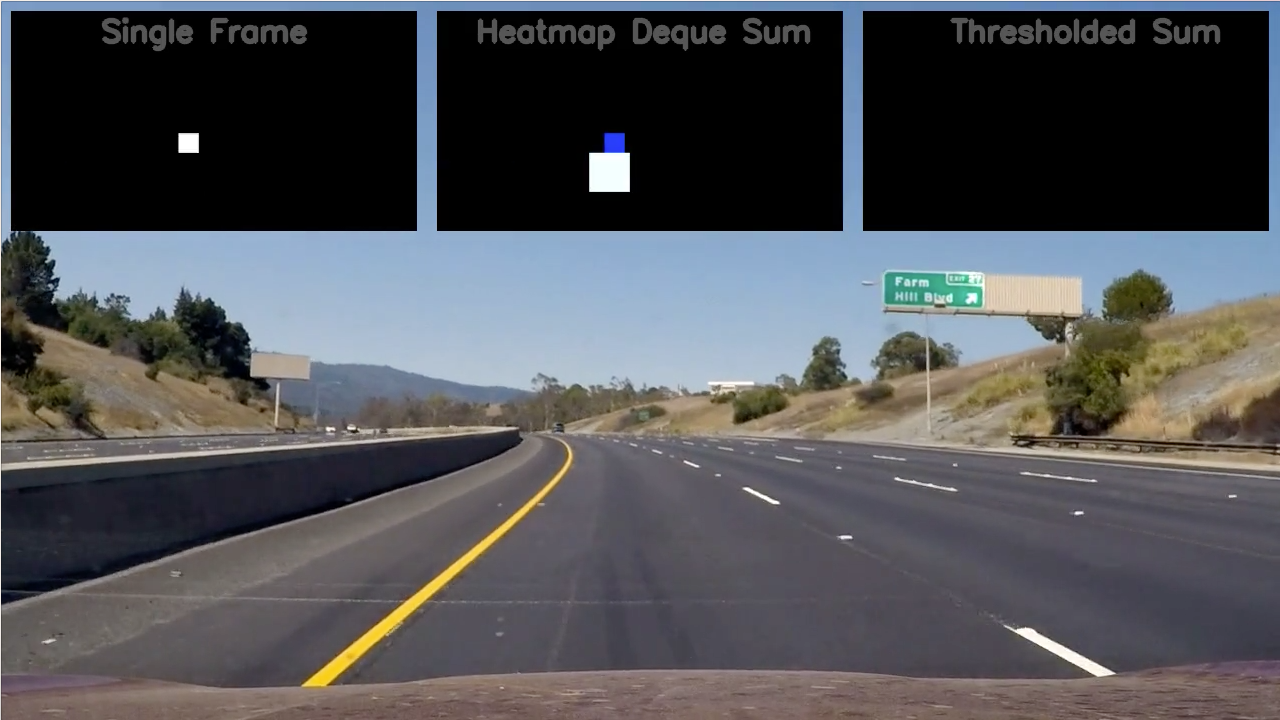 Single Frame
Heatmap Deque Sum
Thresholded Sum
EXIT 27
Farm
Hill Blvd